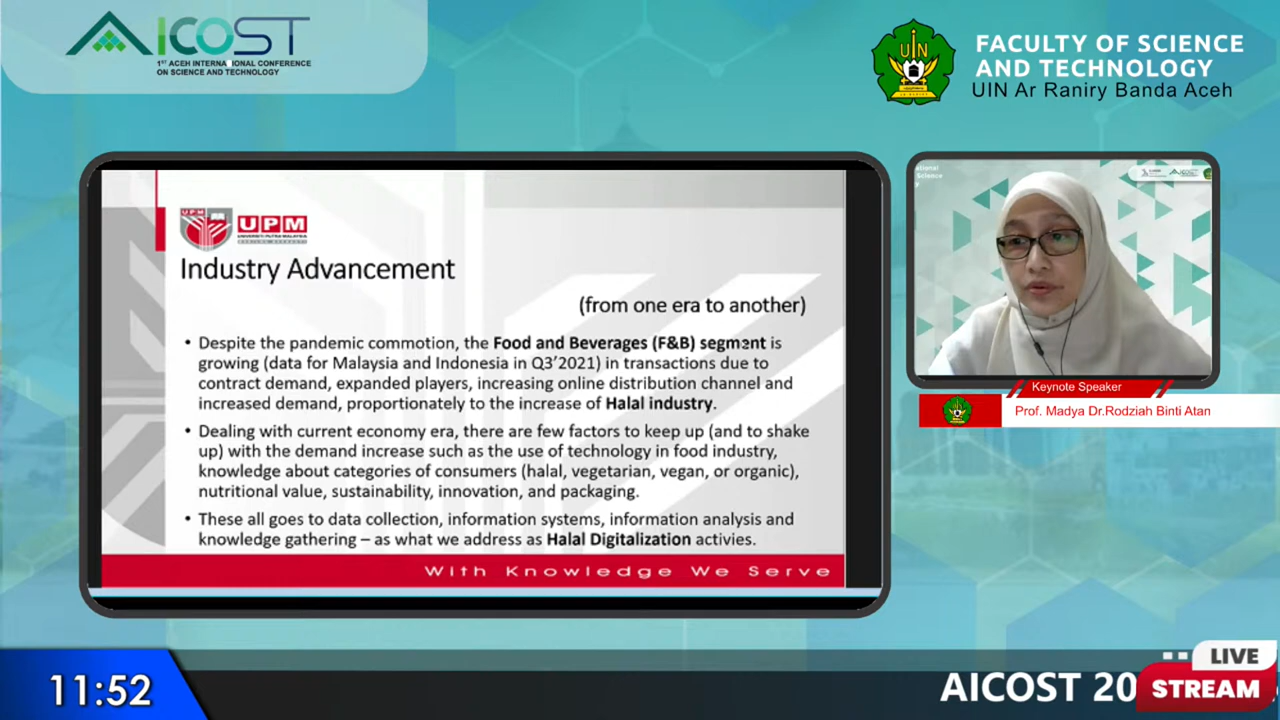 AICOST
1ST ACEH INTERNATIONAL CONFERENCE
ON SCIENCE AND TECHNOLOGY
UIN
FACULTY OF SCIENCE
AND TECHNOLOGY
UIN Ar Raniry Banda Aceh
UPM
UPM
UNIVERSITI PUTRA MALAYSIA
Industry Advancement
(from one era to another)
• Despite the pandemic commotion, the Food and Beverages (F&B) segment is
growing (data for Malaysia and Indonesia in Q3'2021) in transactions due to
contract demand, expanded players, increasing online distribution channel and
increased demand, proportionately to the increase of Halal industry.
• Dealing with current economy era, there are few factors to keep up (and to shake
up) with the demand increase such as the use of technology in food industry,
knowledge about categories of consumers (halal, vegetarian, vegan, or organic),
nutritional value, sustainability, innovation, and packaging.
• These all goes to data collection, information systems, information analysis and
knowledge gathering – as what we address as Halal Digitalization activies.
With Knowledge We Serve
ational
Science
y
Keynote Speaker
Prof. Madya Dr.Rodziah Binti Atan
11:52
AICOST 20
LIVE
STREAM